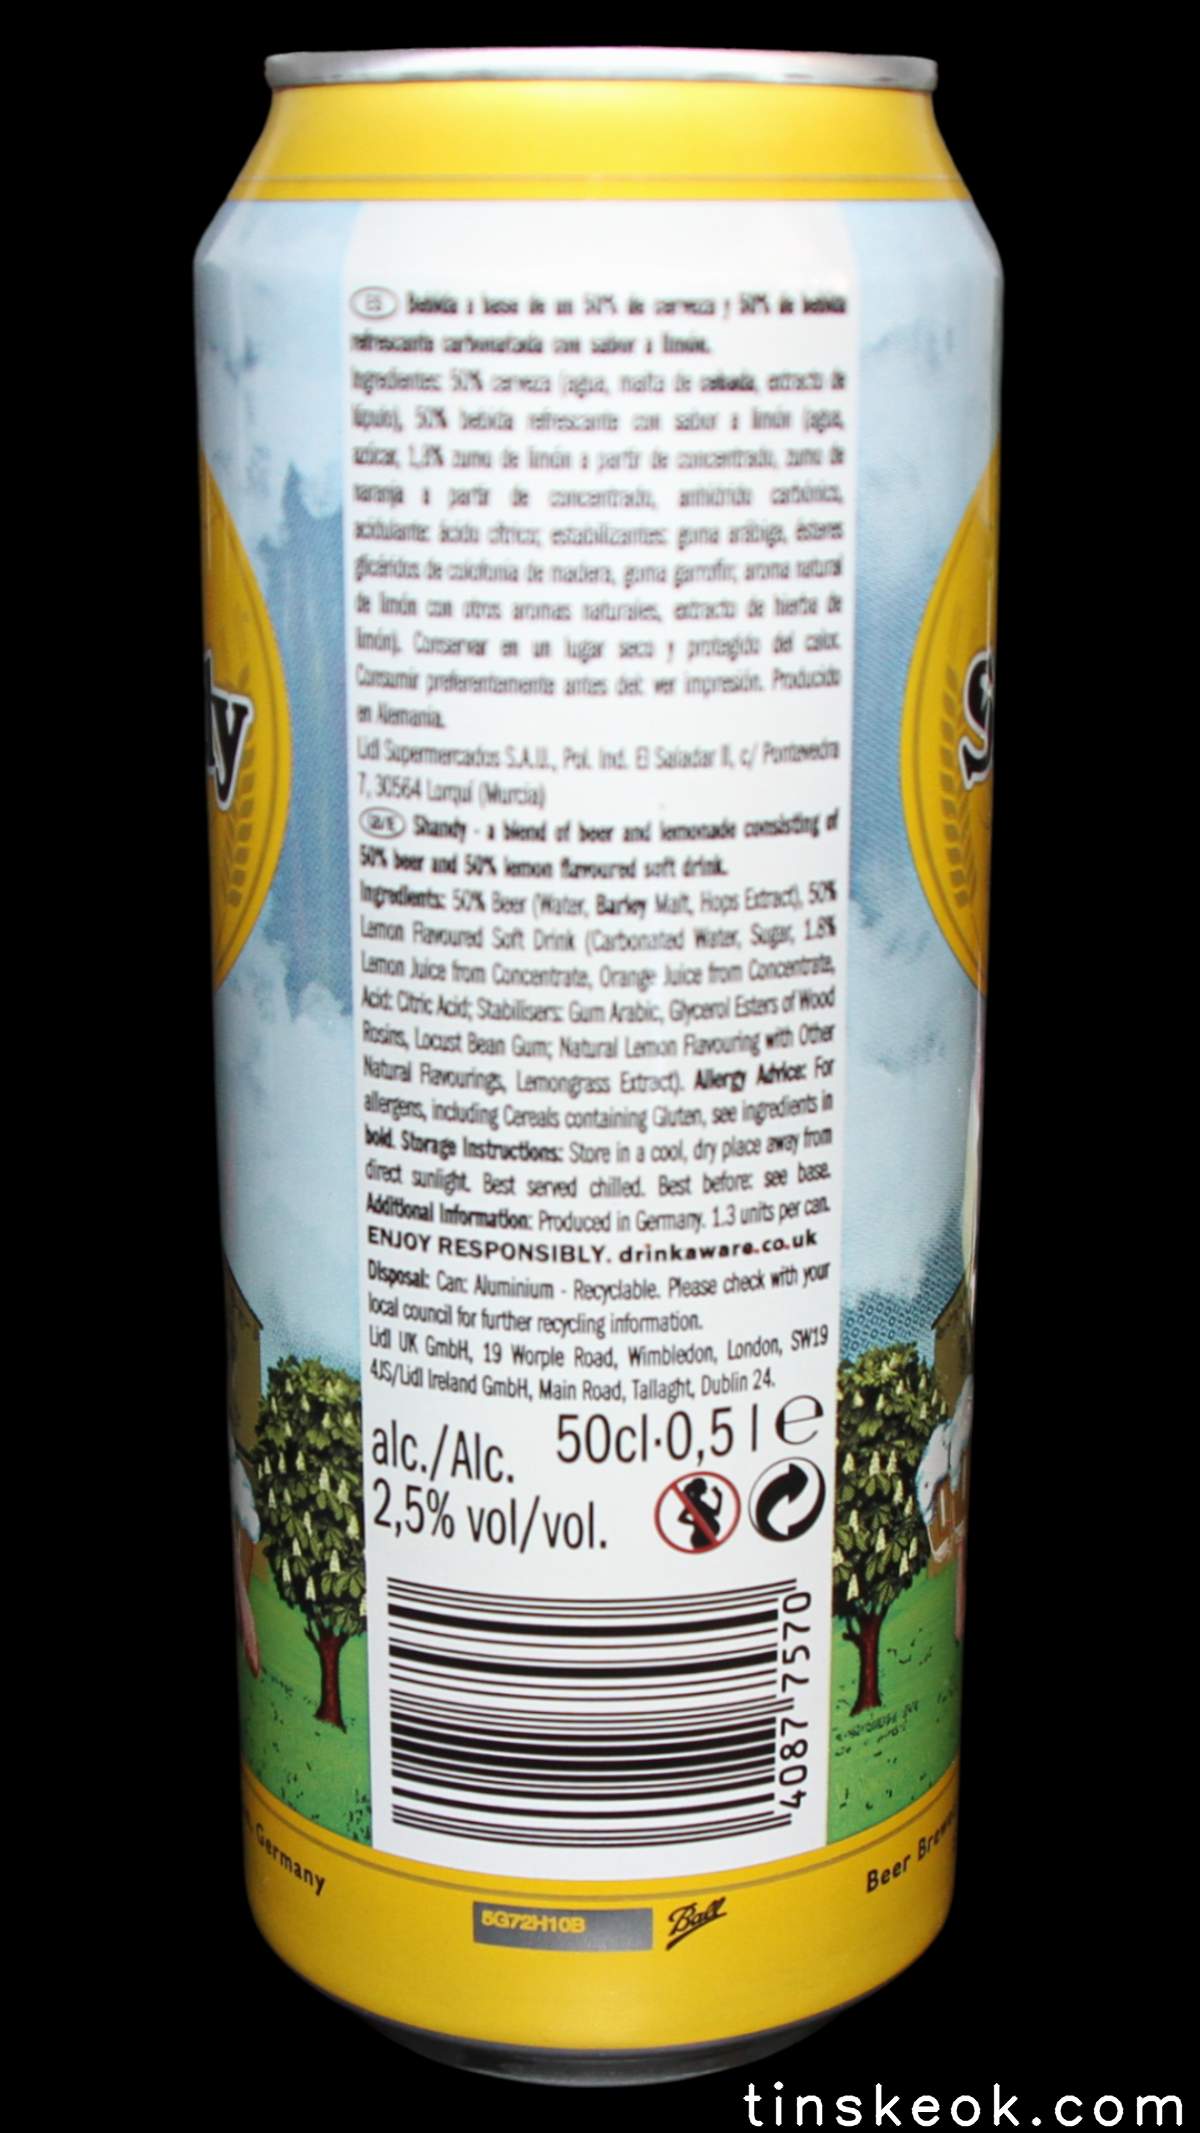 ES Bebida a base de un 50% de cerveza y 50% de bebida
refrescante carbonatada con sabor a limón.
Ingredientes: 50% cerveza (agua, malta de cebada, extracto de
lúpulo), 50% bebida refrescante con sabor a limón (agua,
azúcar, 1,8% zumo de limón a partir de concentrado, zumo de
naranja a partir de concentrado, anhídrido carbónico,
acidulante: ácido cítrico; estabilizantes: goma arábiga, ésteres
glicéridos de colofonia de madera, goma garrofín; aroma natural
de limón con otros aromas naturales, extracto de hierba de
limón). Conservar en un lugar seco y protegido del calor.
Consumir preferentemente antes del: ver impresión. Producido
en Alemania.
Lidl Supermercados S.A.U., Pol. Ind. El Saladar II, c/ Pontevedra
7, 30564 Lorquí (Murcia)
GB/IE Shandy - a blend of beer and lemonade consisting of
50% beer and 50% lemon flavoured soft drink.
Ingredients: 50% Beer (Water, Barley Malt, Hops Extract), 50%
Lemon Flavoured Soft Drink (Carbonated Water, Sugar, 1.8%
Lemon Juice from Concentrate, Orange Juice from Concentrate,
Acid: Citric Acid; Stabilisers: Gum Arabic, Glycerol Esters of Wood
Rosins, Locust Bean Gum; Natural Lemon Flavouring with Other
Natural Flavourings, Lemongrass Extract). Allergy Advice: For
allergens, including Cereals containing Gluten, see ingredients in
bold. Storage Instructions: Store in a cool, dry place away from
direct sunlight. Best served chilled. Best before: see base.
Additional Information: Produced in Germany. 1.3 units per can.
ENJOY RESPONSIBLY. drinkaware.co.uk
Disposal: Can: Aluminium - Recyclable. Please check with your
local council for further recycling information.
Lidl UK GmbH, 19 Worple Road, Wimbledon, London, SW19
4JS/Lidl Ireland GmbH, Main Road, Tallaght, Dublin 24.
alc./Alc. 50cl·0,5 l e
2,5% vol/vol.
4087 7570
Germany
Beer
5G72H10B
Ball
tinskeok.com